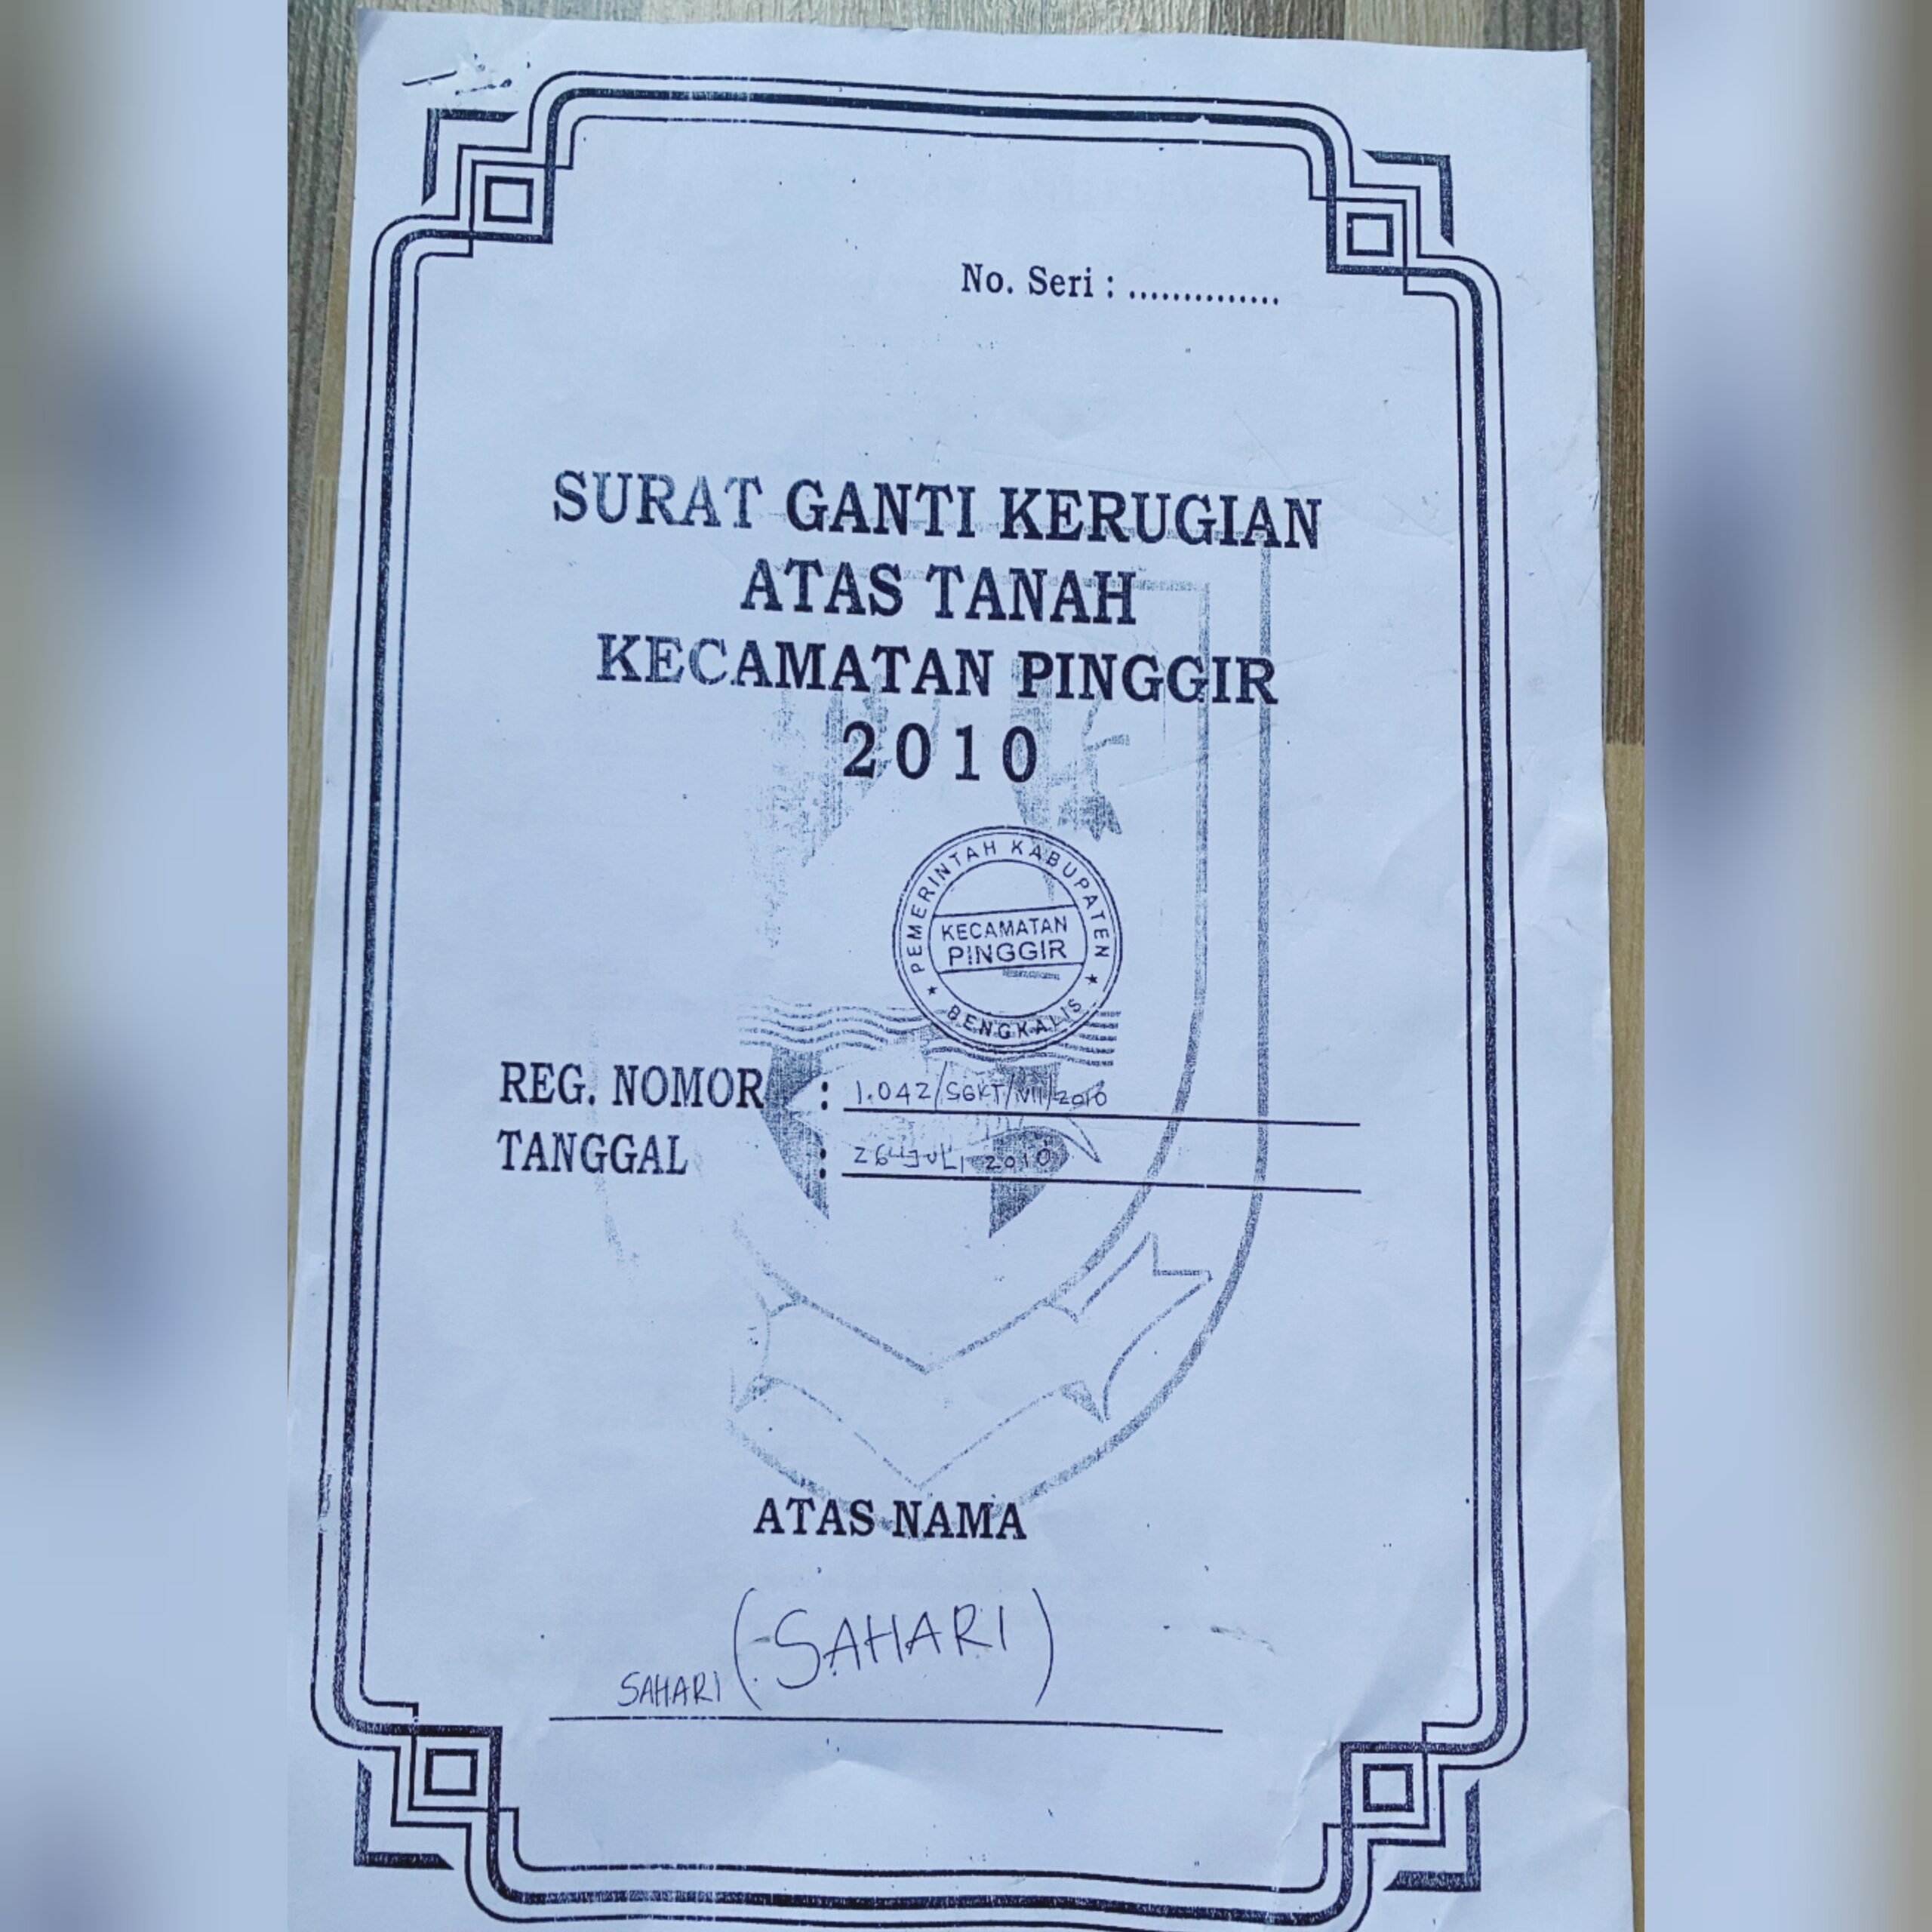 No. Seri : ..............
SURAT GANTI KERUGIAN
ATAS TANAH
KECAMATAN PINGGIR
2010
PEMERINTAH KABUPATEN
KECAMATAN
PINGGIR
★ BENGKALIS ★
REG. NOMOR : 1.042/SGKT/VII/2010
TANGGAL : 26 JULI 2010
ATAS NAMA
SAHARI (SAHARI)